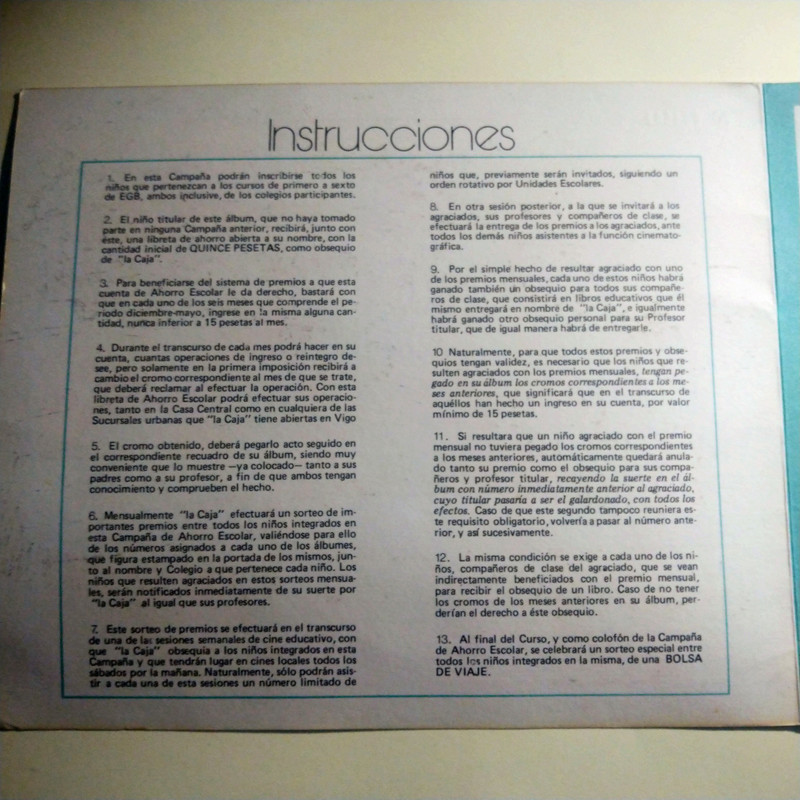 Instrucciones
1. En esta Campaña podrán inscribirse todos los
niños que pertenezcan a los cursos de primero a sexto
de EGB, ambos inclusive, de los colegios participantes.
2. El niño titular de este álbum, que no haya tomado
parte en ninguna Campaña anterior, recibirá, junto con
éste, una libreta de ahorro abierta a su nombre, con la
cantidad inicial de QUINCE PESETAS, como obsequio
de "la Caja".
3. Para beneficiarse del sistema de premios a que esta
cuenta de Ahorro Escolar le da derecho, bastará con
que en cada uno de los seis meses que comprende el pe-
riodo diciembre-mayo, ingrese en la misma alguna can-
tidad, nunca inferior a 15 pesetas al mes.
4. Durante el transcurso de cada mes podrá hacer en su
cuenta, cuantas operaciones de ingreso o reintegro de-
see, pero solamente en la primera imposición recibirá a
cambio el cromo correspondiente al mes de que se trate,
que deberá reclamar al efectuar la operación. Con esta
libreta de Ahorro Escolar podrá efectuar sus operacio-
nes, tanto en la Casa Central como en cualquiera de las
Sucursales urbanas que "la Caja" tiene abiertas en Vigo
5. El cromo obtenido, deberá pegarlo acto seguido en
el correspondiente recuadro de su álbum, siendo muy
conveniente que lo muestre —ya colocado— tanto a sus
padres como a su profesor, a fin de que ambos tengan
conocimiento y comprueben el hecho.
6. Mensualmente "la Caja" efectuará un sorteo de im-
portantes premios entre todos los niños integrados en
esta Campaña de Ahorro Escolar, valiéndose para ello
de los números asignados a cada uno de los álbumes,
que figura estampado en la portada de los mismos, jun-
to al nombre y Colegio a que pertenece cada niño. Los
niños que resulten agraciados en estos sorteos mensua-
les, serán notificados inmediatamente de su suerte por
"la Caja" al igual que sus profesores.
7. Este sorteo de premios se efectuará en el transcurso
de una de las sesiones semanales de cine educativo, con
que "la Caja" obsequia a los niños integrados en esta
Campaña y que tendrán lugar en cines locales todos los
sábados por la mañana. Naturalmente, sólo podrán asis-
tir a cada una de esta sesiones un número limitado de
niños que, previamente serán invitados, siguiendo un
orden rotativo por Unidades Escolares.
8. En otra sesión posterior, a la que se invitará a los
agraciados, sus profesores y compañeros de clase, se
efectuará la entrega de los premios a los agraciados, ante
todos los demás niños asistentes a la función cinemato-
gráfica.
9. Por el simple hecho de resultar agraciado con uno
de los premios mensuales, cada uno de estos niños habrá
ganado también un obsequio para todos sus compañe-
ros de clase, que consistirá en libros educativos que él
mismo entregará en nombre de "la Caja", e igualmente
habrá ganado otro obsequio personal para su Profesor
titular, que de igual manera habrá de entregarle.
10 Naturalmente, para que todos estos premios y obse-
quios tengan validez, es necesario que los niños que re-
sulten agraciados con los premios mensuales, tengan pe-
gado en su álbum los cromos correspondientes a los me-
ses anteriores, que significará que en el transcurso de
aquéllos han hecho un ingreso en su cuenta, por valor
mínimo de 15 pesetas.
11. Si resultara que un niño agraciado con el premio
mensual no tuviera pegado los cromos correspondientes
a los meses anteriores, automáticamente quedará anula-
do tanto su premio como el obsequio para sus compa-
ñeros y profesor titular, recayendo la suerte en el ál-
bum con número inmediatamente anterior al agraciado,
cuyo titular pasaría a ser el galardonado, con todos los
efectos. Caso de que este segundo tampoco reuniera es-
te requisito obligatorio, volvería a pasar al número ante-
rior, y así sucesivamente.
12. La misma condición se exige a cada uno de los ni-
ños, compañeros de clase del agraciado, que se vean
indirectamente beneficiados con el premio mensual,
para recibir el obsequio de un libro. Caso de no tener
los cromos de los meses anteriores en su álbum, per-
derían el derecho a éste obsequio.
13. Al final del Curso, y como colofón de la Campaña
de Ahorro Escolar, se celebrará un sorteo especial entre
todos los niños integrados en la misma, de una BOLSA
DE VIAJE.